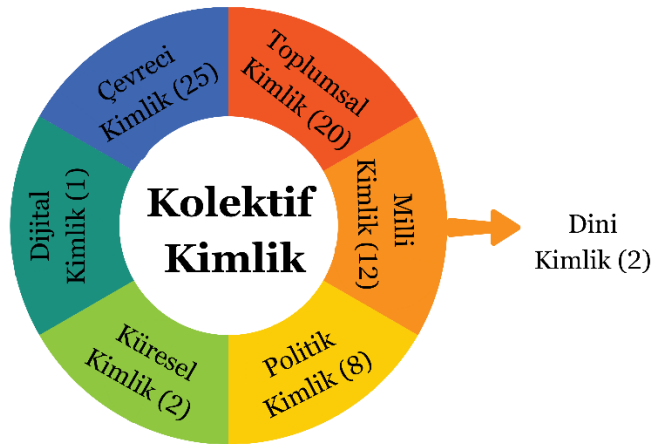 Çevreci
Kimlik (25)
Toplumsal
Kimlik (20)
Dijital
Kimlik (1)
Kolektif
Kimlik
Milli
Kimlik (12)
Dini
Kimlik (2)
Küresel
Kimlik (2)
Politik
Kimlik (8)